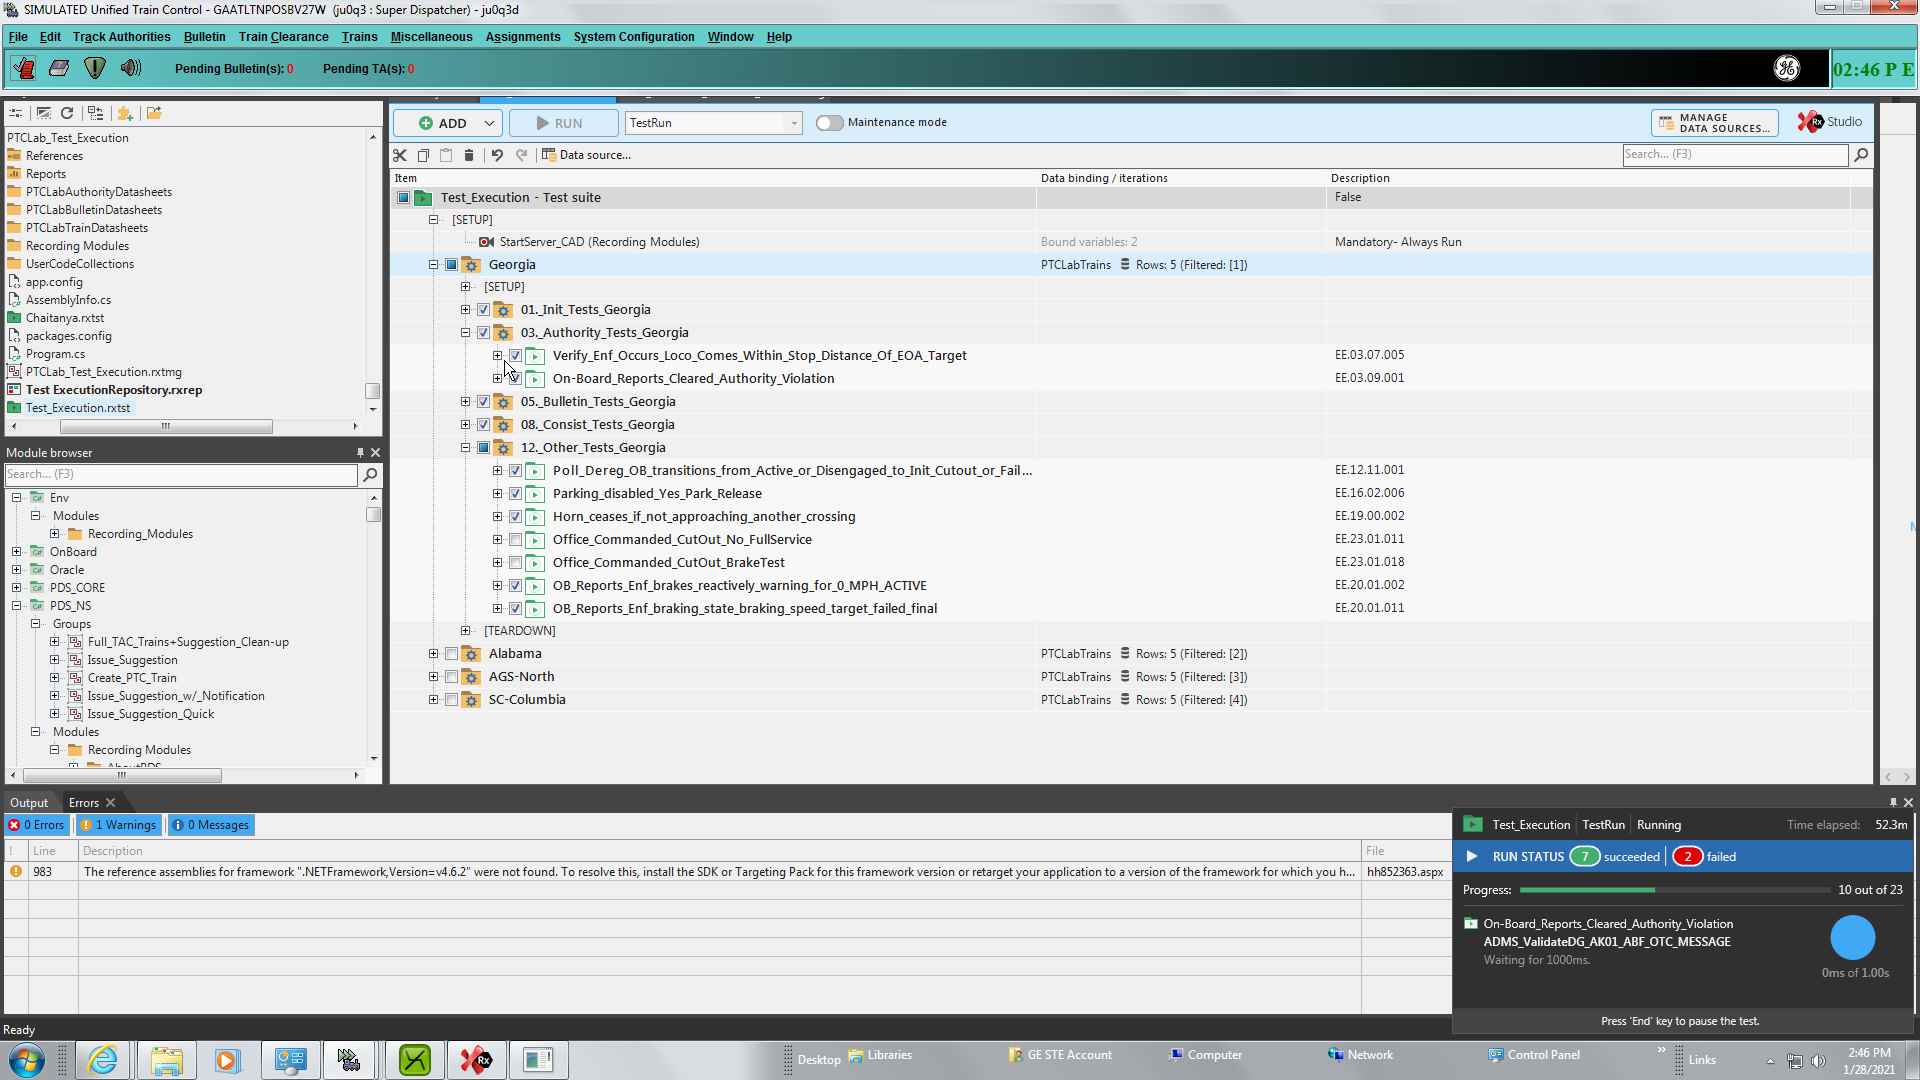 SIMULATED Unified Train Control - GAATLTNPOSBV27W (ju0q3 : Super Dispatcher) - ju0q3d
File Edit Track Authorities Bulletin Train Clearance Trains Miscellaneous Assignments System Configuration Window Help
Pending Bulletin(s): 0 Pending TA(s): 0
02:46 P E
PTCLab_Test_Execution
References
Reports
PTCLabAuthorityDatasheets
PTCLabBulletinDatasheets
PTCLabTrainDatasheets
Recording Modules
UserCodeCollections
app.config
AssemblyInfo.cs
Chaitanya.rxtst
packages.config
Program.cs
PTCLab_Test_Execution.rxtmg
Test ExecutionRepository.rxrep
Test_Execution.rxtst
Module browser
Search... (F3)
Env
Modules
Recording_Modules
OnBoard
Oracle
PDS_CORE
PDS_NS
Groups
Full_TAC_Trains+Suggestion_Clean-up
Issue_Suggestion
Create_PTC_Train
Issue_Suggestion_w/_Notification
Issue_Suggestion_Quick
Modules
Recording Modules
ADD RUN TestRun Maintenance mode MANAGE DATA SOURCES... Rx Studio
Data source... Search... (F3)
Item Data binding / iterations Description
Test_Execution - Test suite False
[SETUP]
StartServer_CAD (Recording Modules) Bound variables: 2 Mandatory- Always Run
Georgia PTCLabTrains Rows: 5 (Filtered: [1])
[SETUP]
01._Init_Tests_Georgia
03._Authority_Tests_Georgia
Verify_Enf_Occurs_Loco_Comes_Within_Stop_Distance_Of_EOA_Target EE.03.07.005
On-Board_Reports_Cleared_Authority_Violation EE.03.09.001
05._Bulletin_Tests_Georgia
08._Consist_Tests_Georgia
12._Other_Tests_Georgia
Poll_Dereg_OB_transitions_from_Active_or_Disengaged_to_Init_Cutout_or_Fail... EE.12.11.001
Parking_disabled_Yes_Park_Release EE.16.02.006
Horn_ceases_if_not_approaching_another_crossing EE.19.00.002
Office_Commanded_CutOut_No_FullService EE.23.01.011
Office_Commanded_CutOut_BrakeTest EE.23.01.018
OB_Reports_Enf_brakes_reactively_warning_for_0_MPH_ACTIVE EE.20.01.002
OB_Reports_Enf_braking_state_braking_speed_target_failed_final EE.20.01.011
[TEARDOWN]
Alabama PTCLabTrains Rows: 5 (Filtered: [2])
AGS-North PTCLabTrains Rows: 5 (Filtered: [3])
SC-Columbia PTCLabTrains Rows: 5 (Filtered: [4])
Output Errors
0 Errors 1 Warnings 0 Messages
! Line Description File
983 The reference assemblies for framework ".NETFramework,Version=v4.6.2" were not found. To resolve this, install the SDK or Targeting Pack for this framework version or retarget your application to a version of the framework for which you h... hh852363.aspx
Test_Execution TestRun Running Time elapsed: 52.3m
RUN STATUS 7 succeeded 2 failed
Progress: 10 out of 23
On-Board_Reports_Cleared_Authority_Violation
ADMS_ValidateDG_AK01_ABF_OTC_MESSAGE
Waiting for 1000ms.
0ms of 1.00s
Press 'End' key to pause the test.
Ready
Desktop Libraries GE STE Account Computer Network Control Panel » Links
2:46 PM
1/28/2021